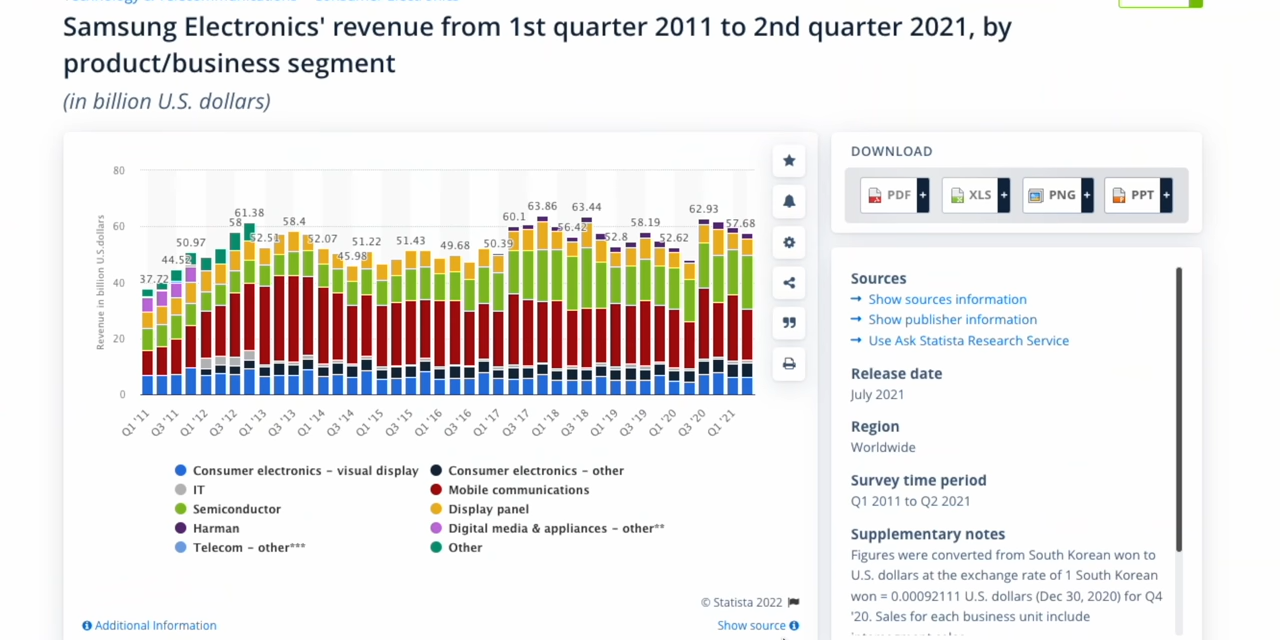 Technology & Telecommunications › Consumer Electronics
Samsung Electronics' revenue from 1st quarter 2011 to 2nd quarter 2021, by
product/business segment
(in billion U.S. dollars)
DOWNLOAD
PDF + XLS + PNG + PPT +
Revenue in billion U.S.dollars
80
60
40
20
0
37.72
44.52
50.97
58
61.38
52.51
58.4
52.07
45.98
51.22
51.43
49.68
50.39
60.1
63.86
56.42
63.44
52.8
58.19
52.62
62.93
57.68
Q1 '11
Q3 '11
Q1 '12
Q3 '12
Q1 '13
Q3 '13
Q1 '14
Q3 '14
Q1 '15
Q3 '15
Q1 '16
Q3 '16
Q1 '17
Q3 '17
Q1 '18
Q3 '18
Q1 '19
Q3 '19
Q1 '20
Q3 '20
Q1 '21
Consumer electronics – visual display
Consumer electronics – other
IT
Mobile communications
Semiconductor
Display panel
Harman
Digital media & appliances – other**
Telecom – other***
Other
© Statista 2022
Additional Information
Show source
Sources
→ Show sources information
→ Show publisher information
→ Use Ask Statista Research Service
Release date
July 2021
Region
Worldwide
Survey time period
Q1 2011 to Q2 2021
Supplementary notes
Figures were converted from South Korean won to
U.S. dollars at the exchange rate of 1 South Korean
won = 0.00092111 U.S. dollars (Dec 30, 2020) for Q4
'20. Sales for each business unit include
intersegment sales.